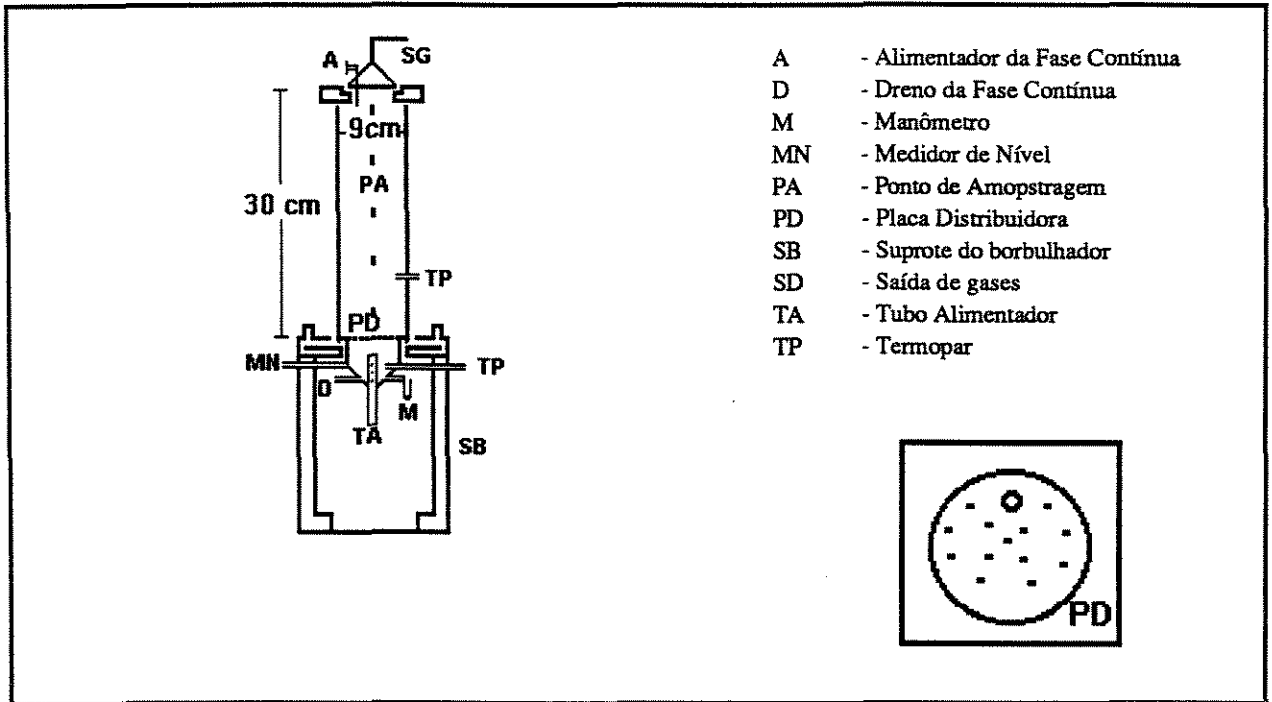 A
SG
9cm
PA
30 cm
TP
PD
MN
TP
D
M
TA
SB
A - Alimentador da Fase Contínua
D - Dreno da Fase Contínua
M - Manômetro
MN - Medidor de Nível
PA - Ponto de Amopstragem
PD - Placa Distribuidora
SB - Suprote do borbulhador
SD - Saída de gases
TA - Tubo Alimentador
TP - Termopar
PD